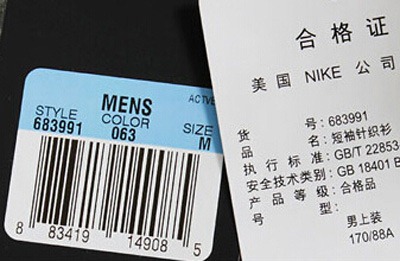 MENS
ACTVE
STYLE
COLOR
SIZE
683991
063
M
8 83419 14908 5
合格证
美国 NIKE 公司
货号:683991
品名:短袖针织衫
执行标准:GB/T 22853
安全技术类别:GB 18401 B
产品等级:合格品
号型:
男上装
170/88A